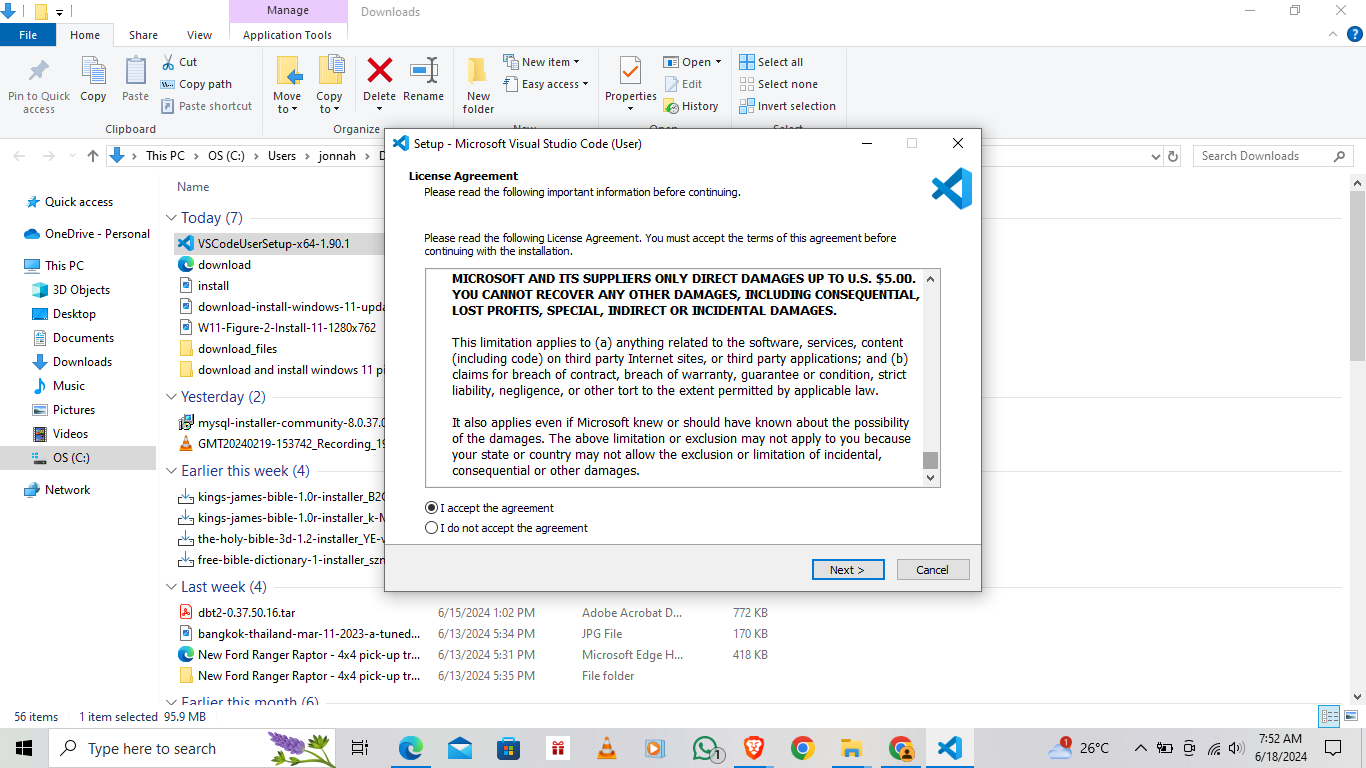 Manage
Downloads
File
Home
Share
View
Application Tools
Pin to Quick access
Copy
Paste
Cut
Copy path
Paste shortcut
Clipboard
Move to
Copy to
Delete
Rename
Organize
New folder
New item
Easy access
New
Properties
Open
Edit
History
Open
Select all
Select none
Invert selection
Select
This PC
OS (C:)
Users
jonnah
Search Downloads
Quick access
OneDrive - Personal
This PC
3D Objects
Desktop
Documents
Downloads
Music
Pictures
Videos
OS (C:)
Network
Name
Today (7)
VSCodeUserSetup-x64-1.90.1
download
install
download-install-windows-11-upda
W11-Figure-2-Install-11-1280x762
download_files
download and install windows 11 pi
Yesterday (2)
mysql-installer-community-8.0.37.0
GMT20240219-153742_Recording_19
Earlier this week (4)
kings-james-bible-1.0r-installer_B2C
kings-james-bible-1.0r-installer_k-N
the-holy-bible-3d-1.2-installer_YE-v
free-bible-dictionary-1-installer_szn
Last week (4)
dbt2-0.37.50.16.tar 6/15/2024 1:02 PM Adobe Acrobat D... 772 KB
bangkok-thailand-mar-11-2023-a-tuned... 6/13/2024 5:34 PM JPG File 170 KB
New Ford Ranger Raptor - 4x4 pick-up tr... 6/13/2024 5:31 PM Microsoft Edge H... 418 KB
New Ford Ranger Raptor - 4x4 pick-up tr... 6/13/2024 5:35 PM File folder
Earlier this month (6)
Setup - Microsoft Visual Studio Code (User)
License Agreement
Please read the following important information before continuing.
Please read the following License Agreement. You must accept the terms of this agreement before
continuing with the installation.
MICROSOFT AND ITS SUPPLIERS ONLY DIRECT DAMAGES UP TO U.S. $5.00.
YOU CANNOT RECOVER ANY OTHER DAMAGES, INCLUDING CONSEQUENTIAL,
LOST PROFITS, SPECIAL, INDIRECT OR INCIDENTAL DAMAGES.
This limitation applies to (a) anything related to the software, services, content
(including code) on third party Internet sites, or third party applications; and (b)
claims for breach of contract, breach of warranty, guarantee or condition, strict
liability, negligence, or other tort to the extent permitted by applicable law.
It also applies even if Microsoft knew or should have known about the possibility
of the damages. The above limitation or exclusion may not apply to you because
your state or country may not allow the exclusion or limitation of incidental,
consequential or other damages.
I accept the agreement
I do not accept the agreement
Next >
Cancel
56 items 1 item selected 95.9 MB
Type here to search
1
1
26°C
7:52 AM
6/18/2024